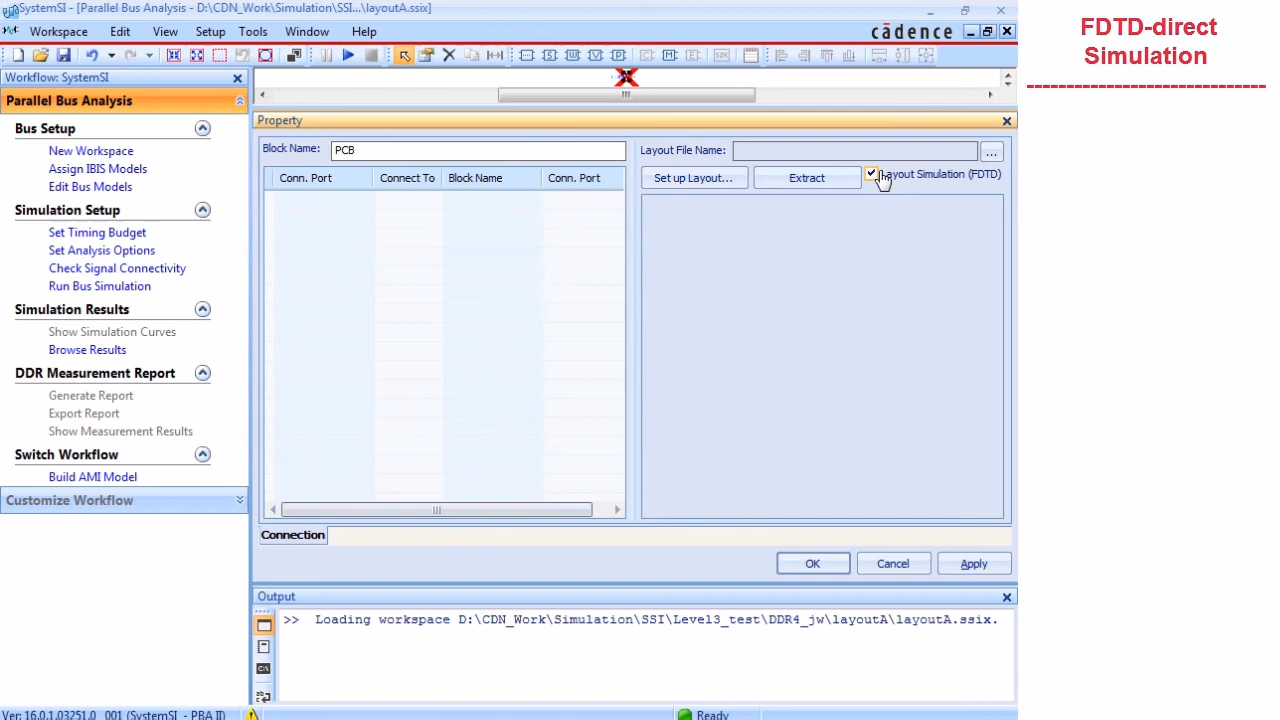 SystemSI - [Parallel Bus Analysis - D:\CDN_Work\Simulation\SSI...\layoutA.ssix]
Workspace Edit View Setup Tools Window Help
cādence
Workflow: SystemSI
Parallel Bus Analysis
Bus Setup
New Workspace
Assign IBIS Models
Edit Bus Models
Simulation Setup
Set Timing Budget
Set Analysis Options
Check Signal Connectivity
Run Bus Simulation
Simulation Results
Show Simulation Curves
Browse Results
DDR Measurement Report
Generate Report
Export Report
Show Measurement Results
Switch Workflow
Build AMI Model
Customize Workflow
Property
Block Name: PCB
Conn. Port Connect To Block Name Conn. Port
Layout File Name: ...
Set up Layout... Extract Layout Simulation (FDTD)
Connection
OK Cancel Apply
Output
>> Loading workspace D:\CDN_Work\Simulation\SSI\Level3_test\DDR4_jw\layoutA\layoutA.ssix.
Ver: 16.0.1.03251.0 001 (SystemSI - PBA II)
Ready
FDTD-direct
Simulation